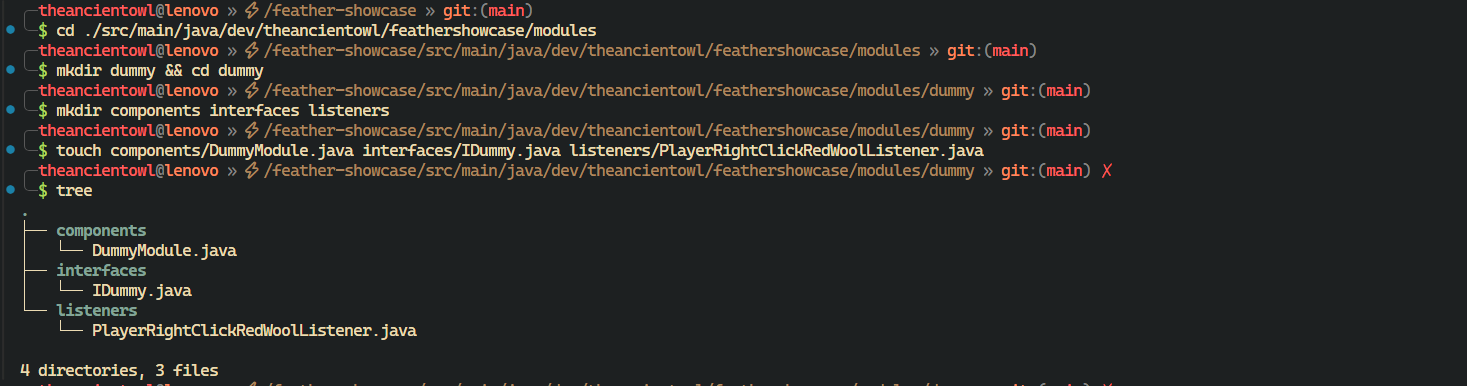 theancientowl@lenovo » ⚡/feather-showcase » git:(main)
$ cd ./src/main/java/dev/theancientowl/feathershowcase/modules
theancientowl@lenovo » ⚡/feather-showcase/src/main/java/dev/theancientowl/feathershowcase/modules » git:(main)
$ mkdir dummy && cd dummy
theancientowl@lenovo » ⚡/feather-showcase/src/main/java/dev/theancientowl/feathershowcase/modules/dummy » git:(main)
$ mkdir components interfaces listeners
theancientowl@lenovo » ⚡/feather-showcase/src/main/java/dev/theancientowl/feathershowcase/modules/dummy » git:(main)
$ touch components/DummyModule.java interfaces/IDummy.java listeners/PlayerRightClickRedWoolListener.java
theancientowl@lenovo » ⚡/feather-showcase/src/main/java/dev/theancientowl/feathershowcase/modules/dummy » git:(main) ✗
$ tree
.
├── components
│   └── DummyModule.java
├── interfaces
│   └── IDummy.java
└── listeners
    └── PlayerRightClickRedWoolListener.java
4 directories, 3 files